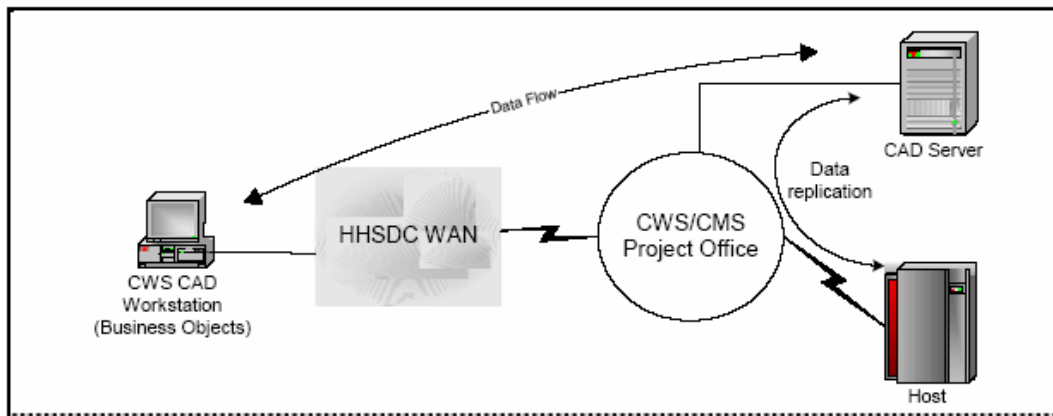 Data Flow
CAD Server
Data
replication
HHSDC WAN
CWS/CMS
Project Office
CWS CAD
Workstation
(Business Objects)
Host